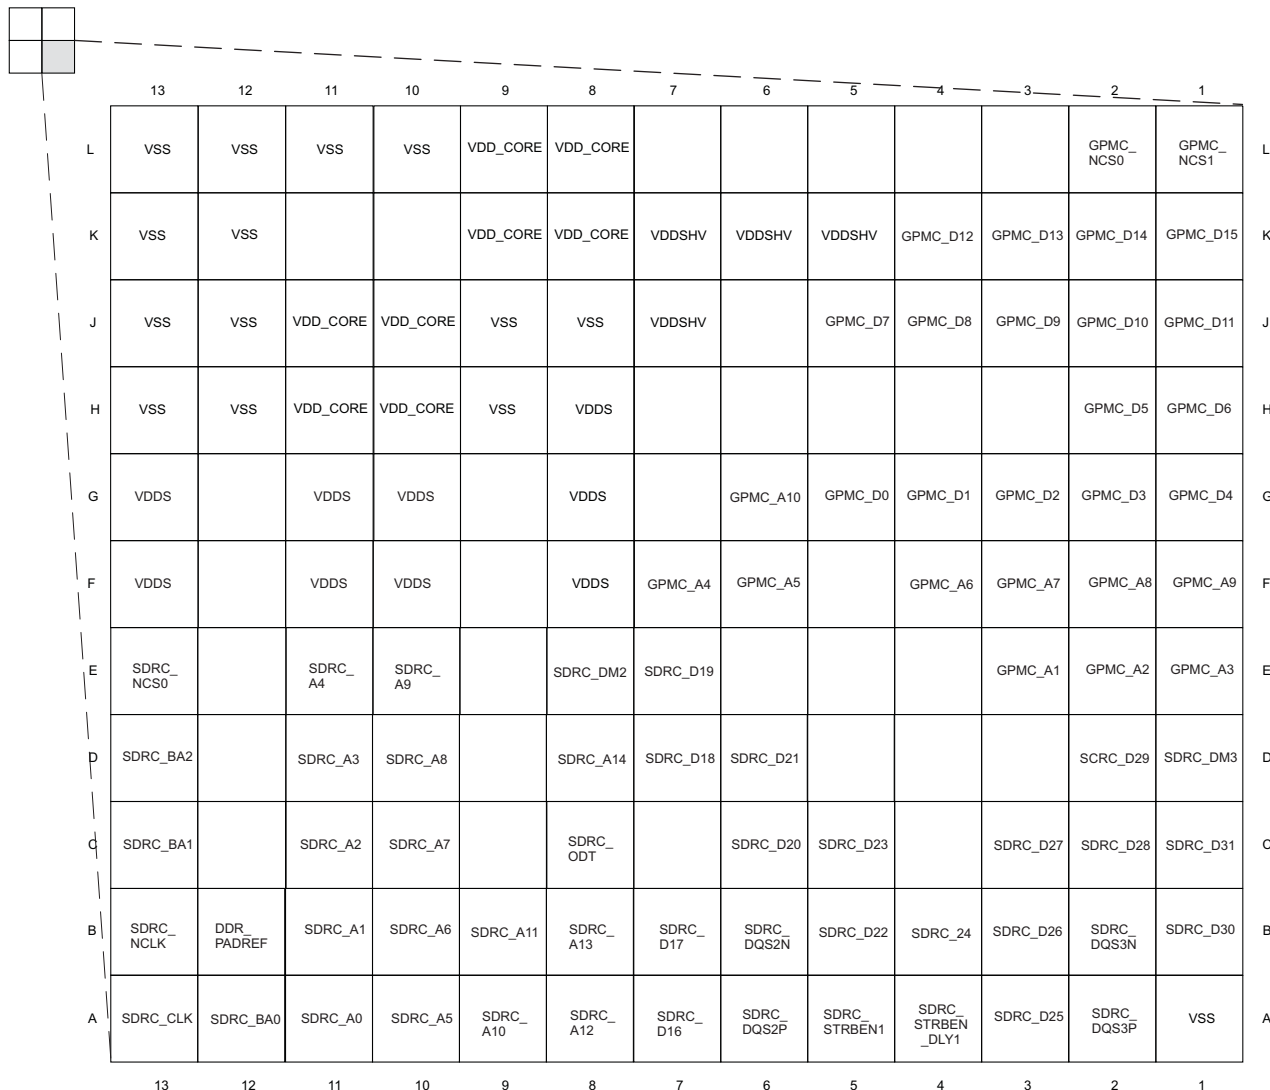 13 12 11 10 9 8 7 6 5 4 3 2 1
L VSS VSS VSS VSS VDD_CORE VDD_CORE GPMC_ GPMC_ L
NCS0 NCS1
K VSS VSS VDD_CORE VDD_CORE VDDSHV VDDSHV VDDSHV GPMC_D12 GPMC_D13 GPMC_D14 GPMC_D15 K
J VSS VSS VDD_CORE VDD_CORE VSS VSS VDDSHV GPMC_D7 GPMC_D8 GPMC_D9 GPMC_D10 GPMC_D11 J
H VSS VSS VDD_CORE VDD_CORE VSS VDDS GPMC_D5 GPMC_D6 H
G VDDS VDDS VDDS VDDS GPMC_A10 GPMC_D0 GPMC_D1 GPMC_D2 GPMC_D3 GPMC_D4 G
F VDDS VDDS VDDS VDDS GPMC_A4 GPMC_A5 GPMC_A6 GPMC_A7 GPMC_A8 GPMC_A9 F
E SDRC_ SDRC_ SDRC_ SDRC_DM2 SDRC_D19 GPMC_A1 GPMC_A2 GPMC_A3 E
NCS0 A4 A9
D SDRC_BA2 SDRC_A3 SDRC_A8 SDRC_A14 SDRC_D18 SDRC_D21 SCRC_D29 SDRC_DM3 D
C SDRC_BA1 SDRC_A2 SDRC_A7 SDRC_ SDRC_D20 SDRC_D23 SDRC_D27 SDRC_D28 SDRC_D31 C
ODT
B SDRC_ DDR_ SDRC_A1 SDRC_A6 SDRC_A11 SDRC_ SDRC_ SDRC_ SDRC_D22 SDRC_24 SDRC_D26 SDRC_ SDRC_D30 B
NCLK PADREF A13 D17 DQS2N DQS3N
A SDRC_CLK SDRC_BA0 SDRC_A0 SDRC_A5 SDRC_ SDRC_ SDRC_ SDRC_ SDRC_ SDRC_ SDRC_D25 SDRC_ VSS A
A10 A12 D16 DQS2P STRBEN1 STRBEN DQS3P
_DLY1
13 12 11 10 9 8 7 6 5 4 3 2 1